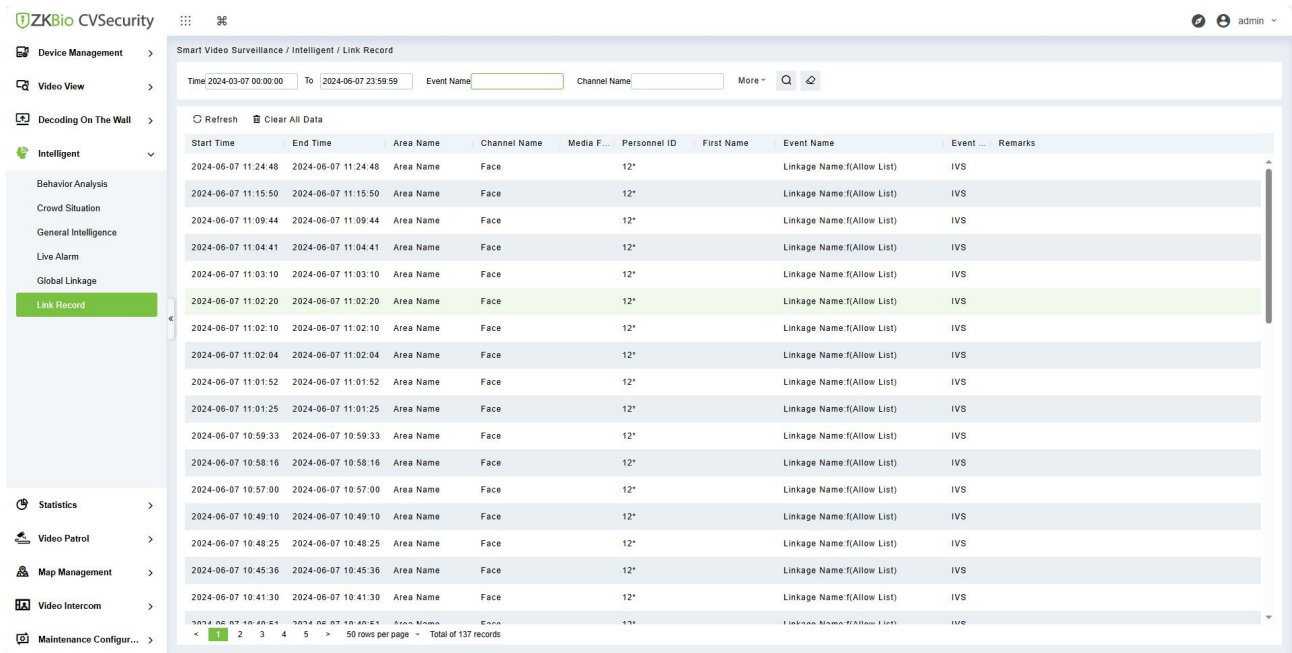 ZKBio CVSecurity
admin
Device Management
Video View
Decoding On The Wall
Intelligent
Behavior Analysis
Crowd Situation
General Intelligence
Live Alarm
Global Linkage
Link Record
Statistics
Video Patrol
Map Management
Video Intercom
Maintenance Configur...
Smart Video Surveillance / Intelligent / Link Record
Time 2024-03-07 00:00:00 To 2024-06-07 23:59:59 Event Name Channel Name More
Refresh Clear All Data
Start Time End Time Area Name Channel Name Media F... Personnel ID First Name Event Name Event ... Remarks
2024-06-07 11:24:48 2024-06-07 11:24:48 Area Name Face 12* Linkage Name:f(Allow List) IVS
2024-06-07 11:15:50 2024-06-07 11:15:50 Area Name Face 12* Linkage Name:f(Allow List) IVS
2024-06-07 11:09:44 2024-06-07 11:09:44 Area Name Face 12* Linkage Name:f(Allow List) IVS
2024-06-07 11:04:41 2024-06-07 11:04:41 Area Name Face 12* Linkage Name:f(Allow List) IVS
2024-06-07 11:03:10 2024-06-07 11:03:10 Area Name Face 12* Linkage Name:f(Allow List) IVS
2024-06-07 11:02:20 2024-06-07 11:02:20 Area Name Face 12* Linkage Name:f(Allow List) IVS
2024-06-07 11:02:10 2024-06-07 11:02:10 Area Name Face 12* Linkage Name:f(Allow List) IVS
2024-06-07 11:02:04 2024-06-07 11:02:04 Area Name Face 12* Linkage Name:f(Allow List) IVS
2024-06-07 11:01:52 2024-06-07 11:01:52 Area Name Face 12* Linkage Name:f(Allow List) IVS
2024-06-07 11:01:25 2024-06-07 11:01:25 Area Name Face 12* Linkage Name:f(Allow List) IVS
2024-06-07 10:59:33 2024-06-07 10:59:33 Area Name Face 12* Linkage Name:f(Allow List) IVS
2024-06-07 10:58:16 2024-06-07 10:58:16 Area Name Face 12* Linkage Name:f(Allow List) IVS
2024-06-07 10:57:00 2024-06-07 10:57:00 Area Name Face 12* Linkage Name:f(Allow List) IVS
2024-06-07 10:49:10 2024-06-07 10:49:10 Area Name Face 12* Linkage Name:f(Allow List) IVS
2024-06-07 10:48:25 2024-06-07 10:48:25 Area Name Face 12* Linkage Name:f(Allow List) IVS
2024-06-07 10:45:36 2024-06-07 10:45:36 Area Name Face 12* Linkage Name:f(Allow List) IVS
2024-06-07 10:41:30 2024-06-07 10:41:30 Area Name Face 12* Linkage Name:f(Allow List) IVS
2024-06-07 10:40:51 2024-06-07 10:40:51 Area Name Face 12* Linkage Name:f(Allow List) IVS
< 1 2 3 4 5 > 50 rows per page Total of 137 records